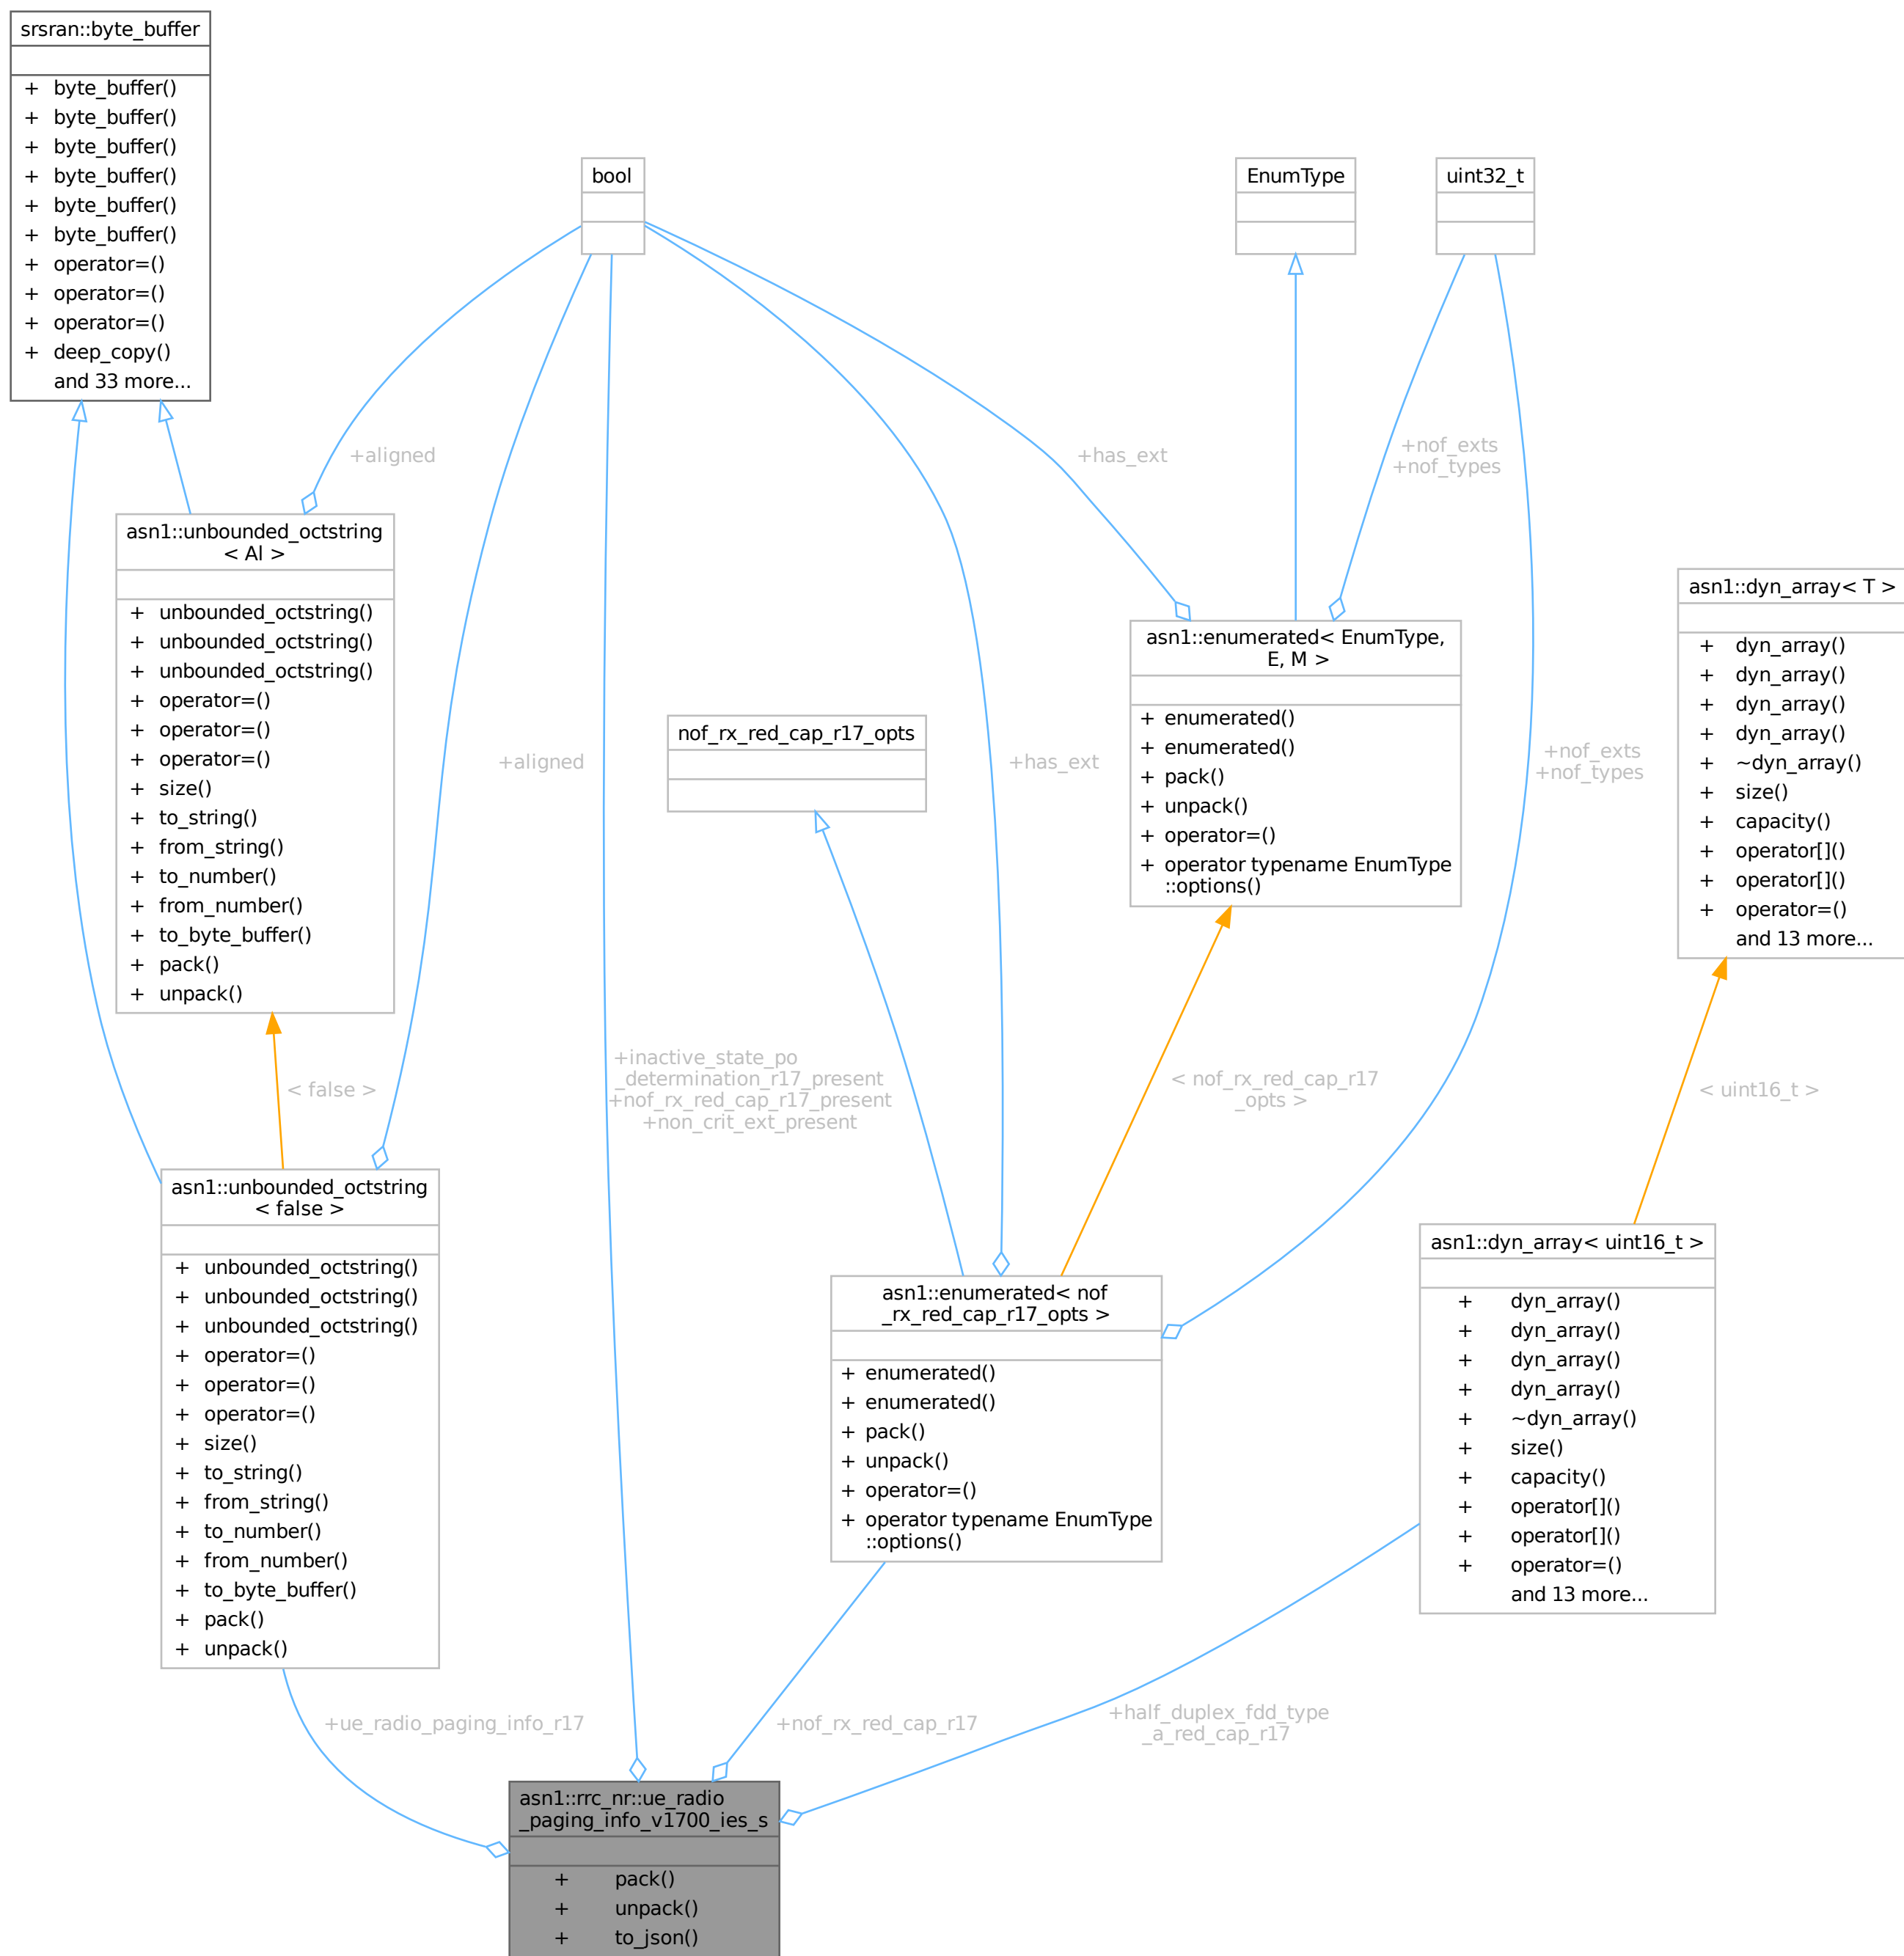 srsran::byte_buffer
+ byte_buffer()
+ byte_buffer()
+ byte_buffer()
+ byte_buffer()
+ byte_buffer()
+ byte_buffer()
+ operator=()
+ operator=()
+ operator=()
+ deep_copy()
and 33 more...
bool
EnumType
uint32_t
+aligned
+has_ext
+nof_exts
+nof_types
asn1::unbounded_octstring
< Al >
+ unbounded_octstring()
+ unbounded_octstring()
+ unbounded_octstring()
+ operator=()
+ operator=()
+ operator=()
+ size()
+ to_string()
+ from_string()
+ to_number()
+ from_number()
+ to_byte_buffer()
+ pack()
+ unpack()
asn1::enumerated< EnumType,
E, M >
+ enumerated()
+ enumerated()
+ pack()
+ unpack()
+ operator=()
+ operator typename EnumType
::options()
asn1::dyn_array< T >
+ dyn_array()
+ dyn_array()
+ dyn_array()
+ dyn_array()
+ ~dyn_array()
+ size()
+ capacity()
+ operator[]()
+ operator[]()
+ operator=()
and 13 more...
+aligned
nof_rx_red_cap_r17_opts
+has_ext
+nof_exts
+nof_types
< false >
+inactive_state_po
_determination_r17_present
+nof_rx_red_cap_r17_present
+non_crit_ext_present
< nof_rx_red_cap_r17
_opts >
< uint16_t >
asn1::unbounded_octstring
< false >
+ unbounded_octstring()
+ unbounded_octstring()
+ unbounded_octstring()
+ operator=()
+ operator=()
+ operator=()
+ size()
+ to_string()
+ from_string()
+ to_number()
+ from_number()
+ to_byte_buffer()
+ pack()
+ unpack()
asn1::enumerated< nof
_rx_red_cap_r17_opts >
+ enumerated()
+ enumerated()
+ pack()
+ unpack()
+ operator=()
+ operator typename EnumType
::options()
asn1::dyn_array< uint16_t >
+ dyn_array()
+ dyn_array()
+ dyn_array()
+ dyn_array()
+ ~dyn_array()
+ size()
+ capacity()
+ operator[]()
+ operator[]()
+ operator=()
and 13 more...
+ue_radio_paging_info_r17
+nof_rx_red_cap_r17
+half_duplex_fdd_type
_a_red_cap_r17
asn1::rrc_nr::ue_radio
_paging_info_v1700_ies_s
+ pack()
+ unpack()
+ to_json()